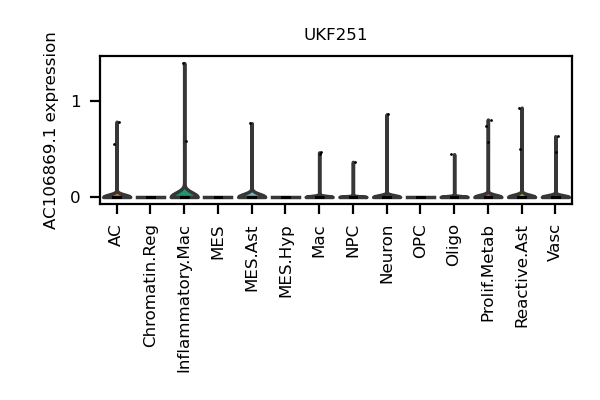 UKF251
AC106869.1 expression
1
0
AC
Chromatin.Reg
Inflammatory.Mac
MES
MES.Ast
MES.Hyp
Mac
NPC
Neuron
OPC
Oligo
Prolif.Metab
Reactive.Ast
Vasc